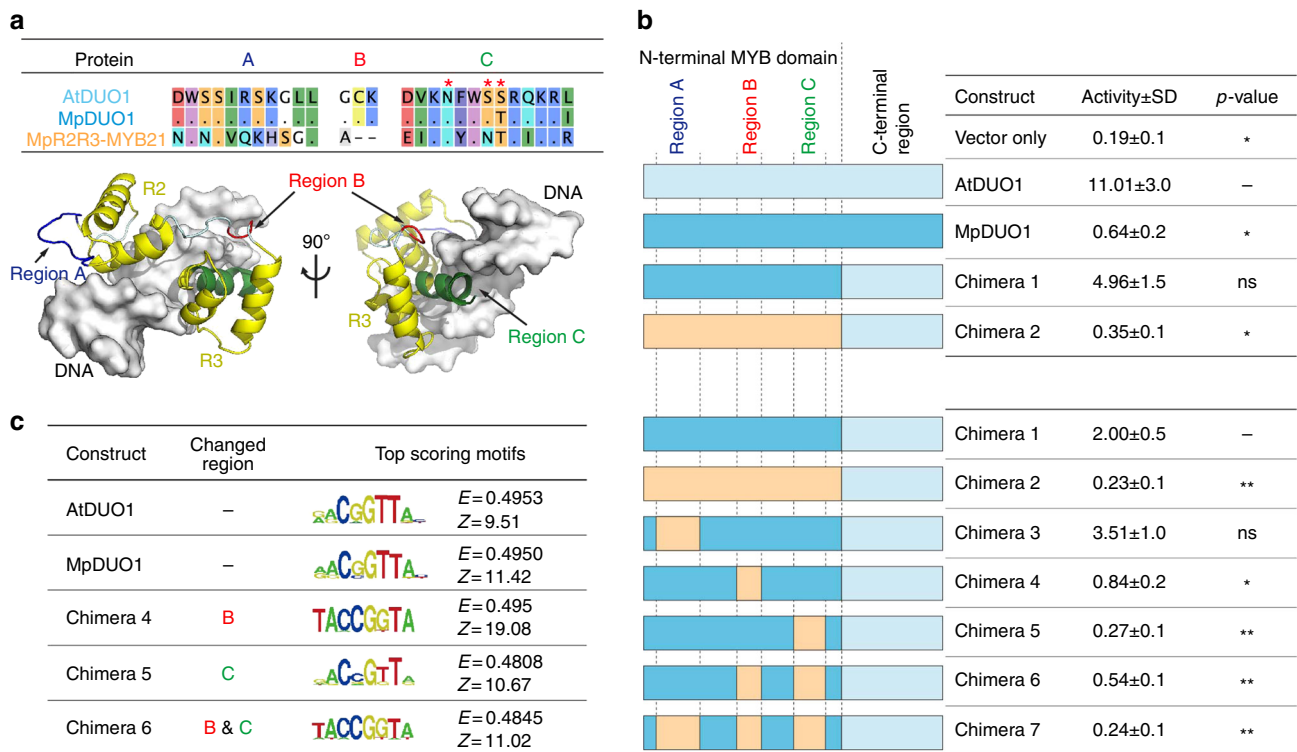 a
Protein A B C
* * *
AtDUO1 DWSSIRSKGLL GCK DVKNFWSSRQKRL
MpDUO1 ........... ... .......T....I
MpR2R3-MYB21 N.N.VQKHSG. A-- EI..Y.NT.I..R
R2
Region B
DNA
Region A
90°
R3
R3
Region C
DNA
b
N-terminal MYB domain
Region A
Region B
Region C
C-terminal region
Construct Activity±SD p-value
Vector only 0.19±0.1 *
AtDUO1 11.01±3.0 –
MpDUO1 0.64±0.2 *
Chimera 1 4.96±1.5 ns
Chimera 2 0.35±0.1 *
Chimera 1 2.00±0.5 –
Chimera 2 0.23±0.1 **
Chimera 3 3.51±1.0 ns
Chimera 4 0.84±0.2 *
Chimera 5 0.27±0.1 **
Chimera 6 0.54±0.1 **
Chimera 7 0.24±0.1 **
c
Construct Changed region Top scoring motifs
AtDUO1 – ACGGTTA E=0.4953
Z=9.51
MpDUO1 – AACGGTTA E=0.4950
Z=11.42
Chimera 4 B TACCGGTA E=0.495
Z=19.08
Chimera 5 C ACCGTTA E=0.4808
Z=10.67
Chimera 6 B & C TACCGGTA E=0.4845
Z=11.02